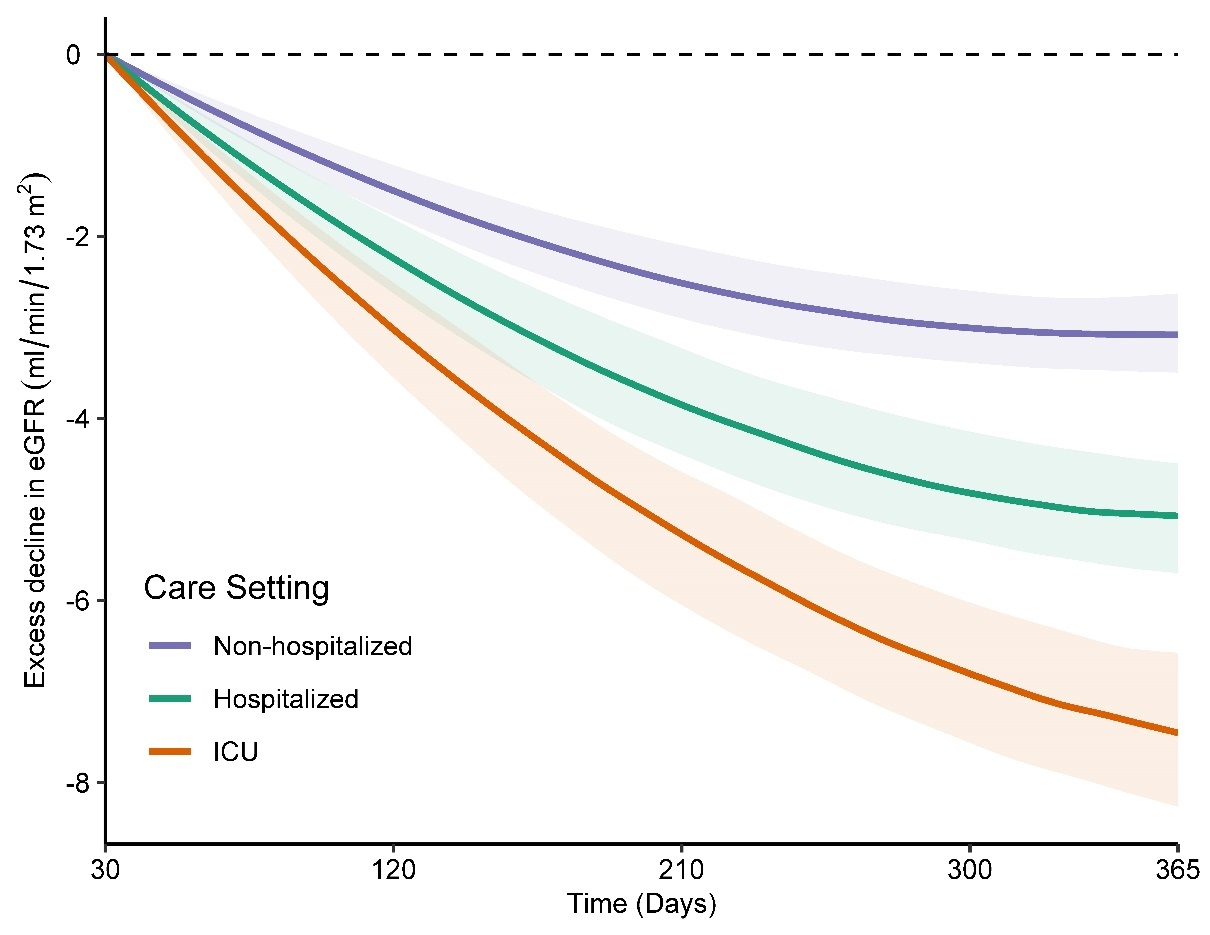 Excess decline in eGFR (ml/min/1.73 m²)
0
-2
-4
-6
-8
Care Setting
Non-hospitalized
Hospitalized
ICU
30 120 210 300 365
Time (Days)